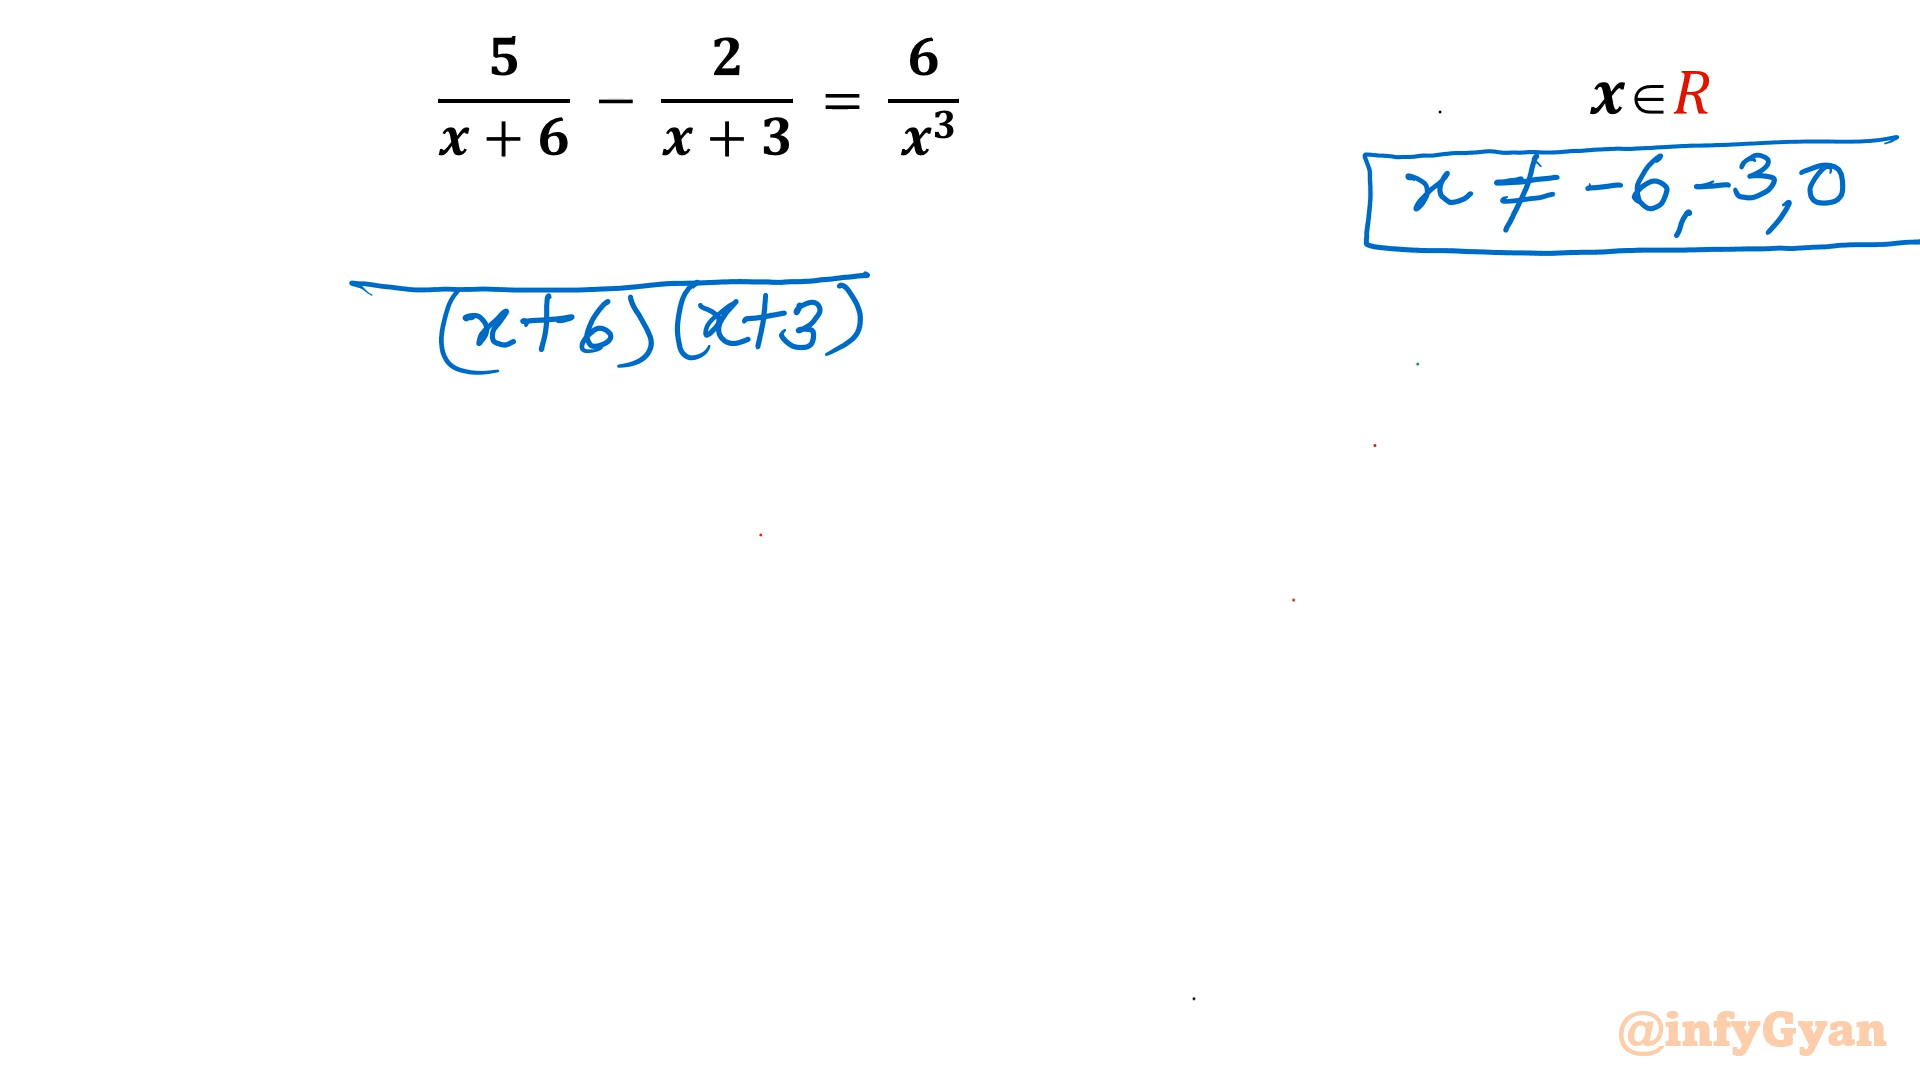 5/(x + 6) − 2/(x + 3) = 6/x³
x ∈ R
x ≠ -6, -3, 0
(x+6)(x+3)
@infyGyan